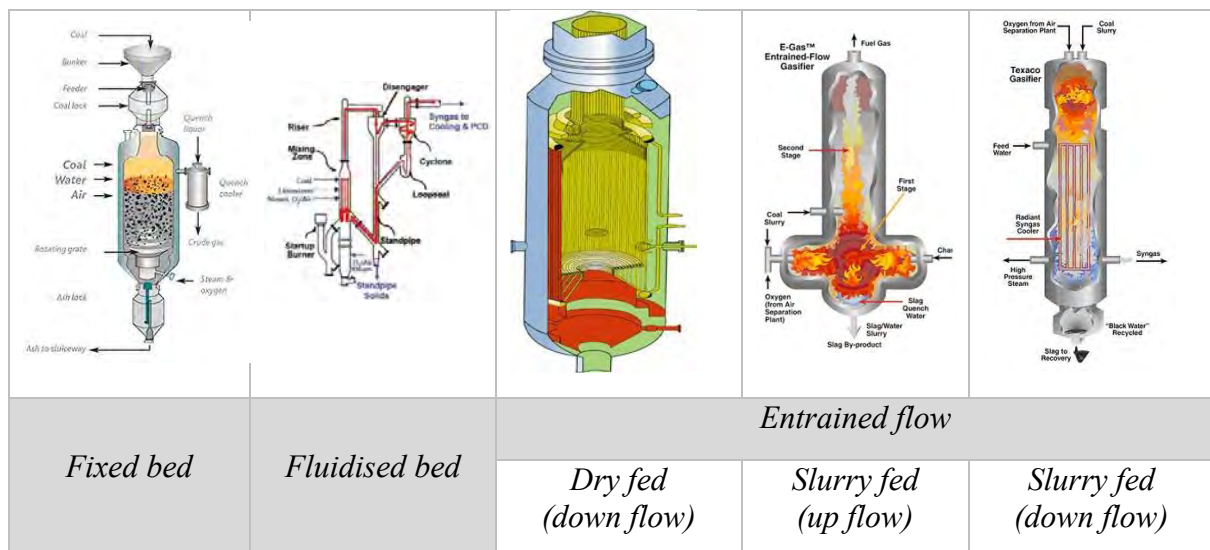 Coal
Bunker
Feeder
Coal lock
Quench
liquor
Coal
Water
Air
Quench
cooler
Crude gas
Rotating grate
Steam &
oxygen
Ash lock
Ash to sluiceway
Disengager
Syngas to
Cooling & PCD
Riser
Mixing
Zone
Cyclone
Loopseal
Standpipe
Startup
Burner
Standpipe
Solids
E-Gas™
Entrained-Flow
Gasifier
Fuel Gas
Second
Stage
First
Stage
Coal
Slurry
Char
Oxygen
(from Air
Separation
Plant)
Slag
Quench
Water
Slag/Water
Slurry
Slag By-product
Oxygen from Air
Separation Plant
Coal
Slurry
Texaco
Gasifier
Feed
Water
Radiant
Syngas
Cooler
Syngas
High
Pressure
Steam
"Black Water"
Recycled
Slag to
Recovery
Fixed bed
Fluidised bed
Entrained flow
Dry fed
(down flow)
Slurry fed
(up flow)
Slurry fed
(down flow)